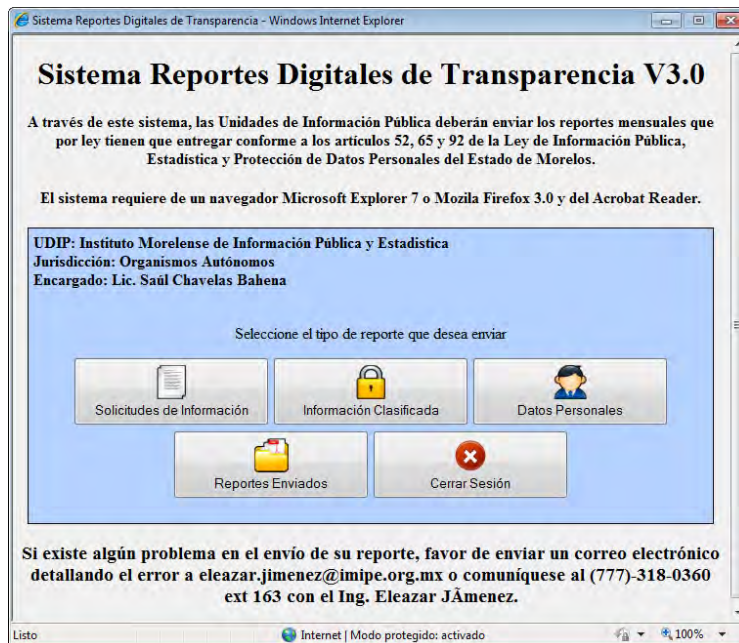 Sistema Reportes Digitales de Transparencia - Windows Internet Explorer
Sistema Reportes Digitales de Transparencia V3.0
A través de este sistema, las Unidades de Información Pública deberán enviar los reportes mensuales que
por ley tienen que entregar conforme a los artículos 52, 65 y 92 de la Ley de Información Pública,
Estadística y Protección de Datos Personales del Estado de Morelos.
El sistema requiere de un navegador Microsoft Explorer 7 o Mozila Firefox 3.0 y del Acrobat Reader.
UDIP: Instituto Morelense de Información Pública y Estadistica
Jurisdicción: Organismos Autónomos
Encargado: Lic. Saúl Chavelas Bahena
Seleccione el tipo de reporte que desea enviar
Solicitudes de Información
Información Clasificada
Datos Personales
Reportes Enviados
Cerrar Sesión
Si existe algún problema en el envío de su reporte, favor de enviar un correo electrónico
detallando el error a eleazar.jimenez@imipe.org.mx o comuníquese al (777)-318-0360
ext 163 con el Ing. Eleazar JÃmenez.
Listo
Internet | Modo protegido: activado
100%